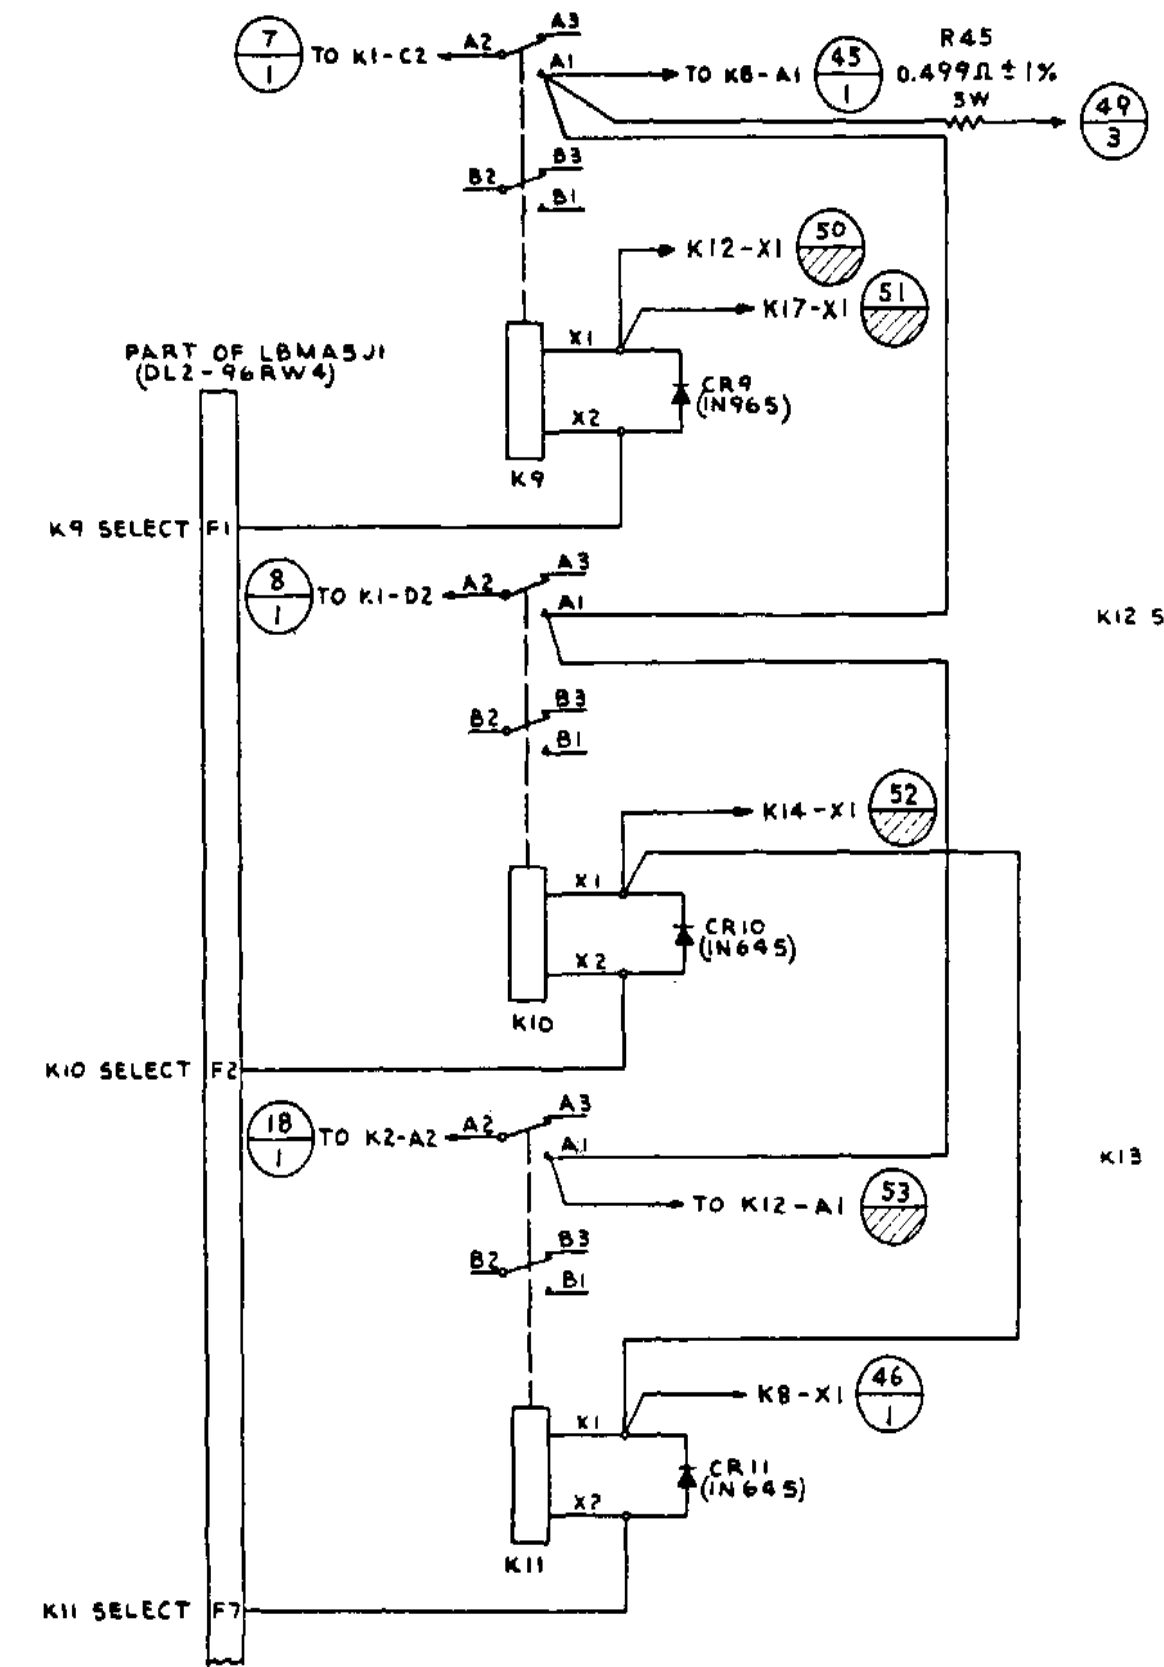 A3
7
1
TO K1-C2
A2
A1
TO K8-A1
45
1
R45
0.499Ω ± 1%
3W
49
3
B3
B2
B1
K12-X1
50
K17-X1
51
X1
PART OF LBMA5J1
(DL2-96RW4)
CR9
(IN965)
X2
K9
K9 SELECT
F1
8
1
TO K1-D2
A2
A3
A1
K12 S
B3
B2
B1
K14-X1
52
X1
CR10
(IN645)
X2
K10
K10 SELECT
F2
18
1
TO K2-A2
A2
A3
A1
K13
TO K12-A1
53
B3
B2
B1
K8-X1
46
1
K1
CR11
(IN645)
X2
K11
K11 SELECT
F7